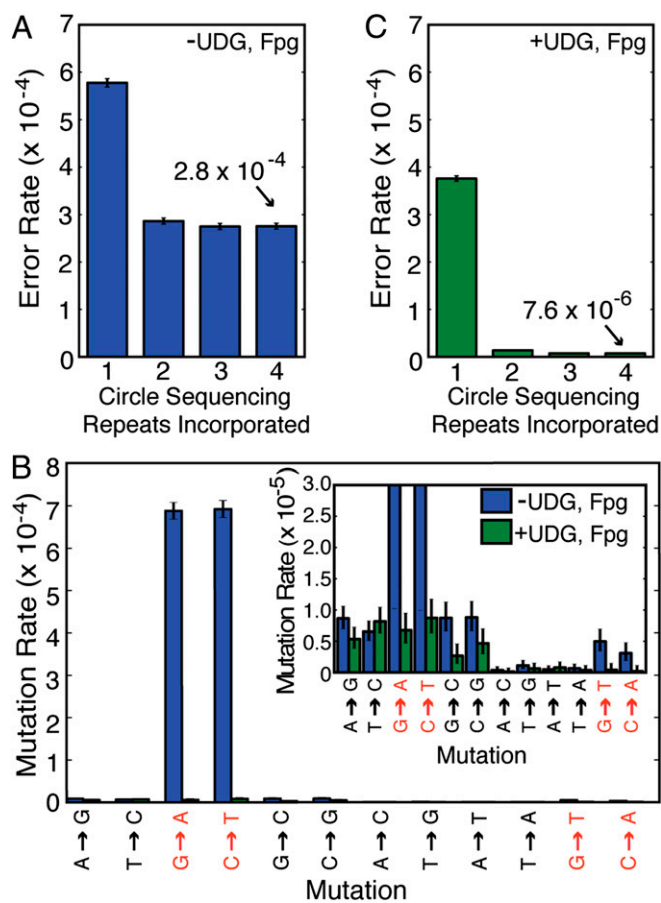 A
-UDG, Fpg
Error Rate (x 10⁻⁴)
7
6
5
4
3
2
1
0
2.8 x 10⁻⁴
1 2 3 4
Circle Sequencing
Repeats Incorporated
C
+UDG, Fpg
Error Rate (x 10⁻⁴)
7
6
5
4
3
2
1
0
7.6 x 10⁻⁶
1 2 3 4
Circle Sequencing
Repeats Incorporated
B
Mutation Rate (x 10⁻⁴)
8
7
6
5
4
3
2
1
0
A→G
T→C
G→A
C→T
G→C
C→G
A→C
T→G
A→T
T→A
G→T
C→A
Mutation
Mutation Rate (x 10⁻⁵)
3.0
2.0
1.0
0.5
0
-UDG, Fpg
+UDG, Fpg
A→G
T→C
G→A
C→T
G→C
C→G
A→C
T→G
A→T
T→A
G→T
C→A
Mutation